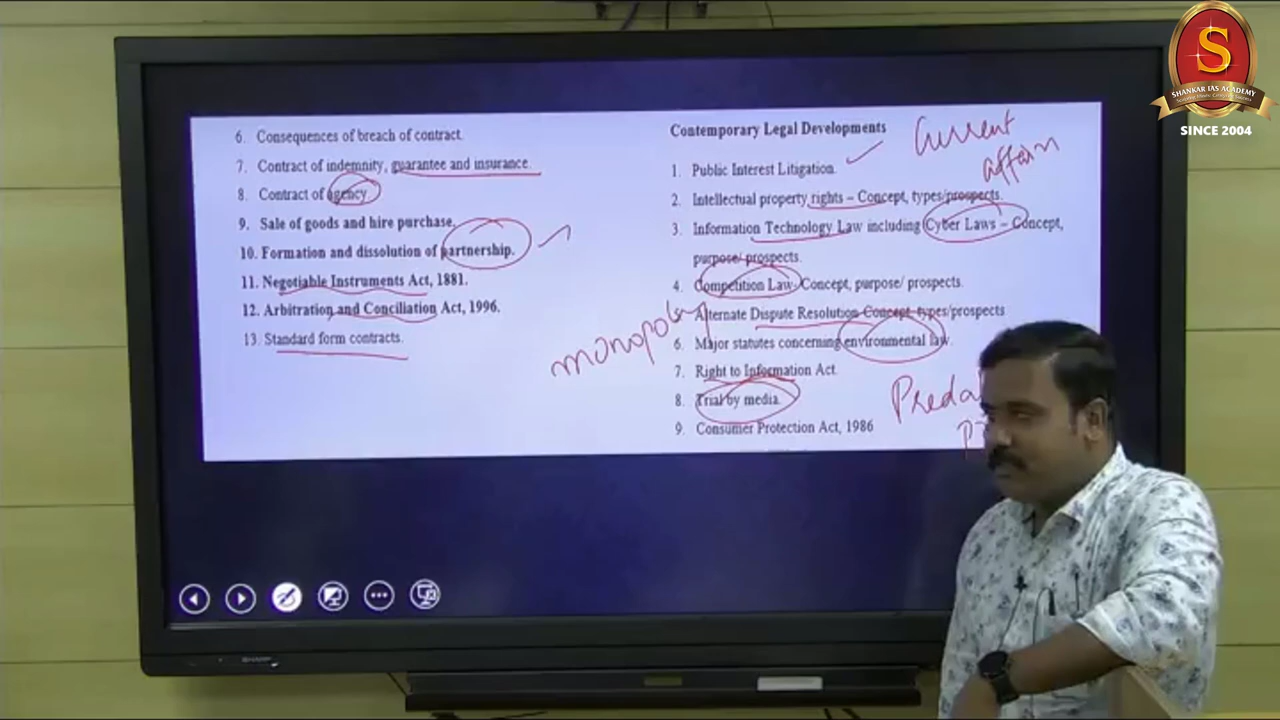 6. Consequences of breach of contract.
7. Contract of indemnity, guarantee and insurance.
8. Contract of agency.
9. Sale of goods and hire purchase.
10. Formation and dissolution of partnership.
11. Negotiable Instruments Act, 1881.
12. Arbitration and Conciliation Act, 1996.
13. Standard form contracts.
monopoly
Contemporary Legal Developments
Current
affairs
1. Public Interest Litigation.
2. Intellectual property rights – Concept, types/prospects.
3. Information Technology Law including Cyber Laws – Concept,
purpose/ prospects.
4. Competition Law- Concept, purpose/ prospects.
Alternate Dispute Resolution- Concept, types/prospects
6. Major statutes concerning environmental law.
7. Right to Information Act.
8. Trial by media.
9. Consumer Protection Act, 1986
Preda
SHARP
S
SHANKAR IAS ACADEMY
SINCE 2004